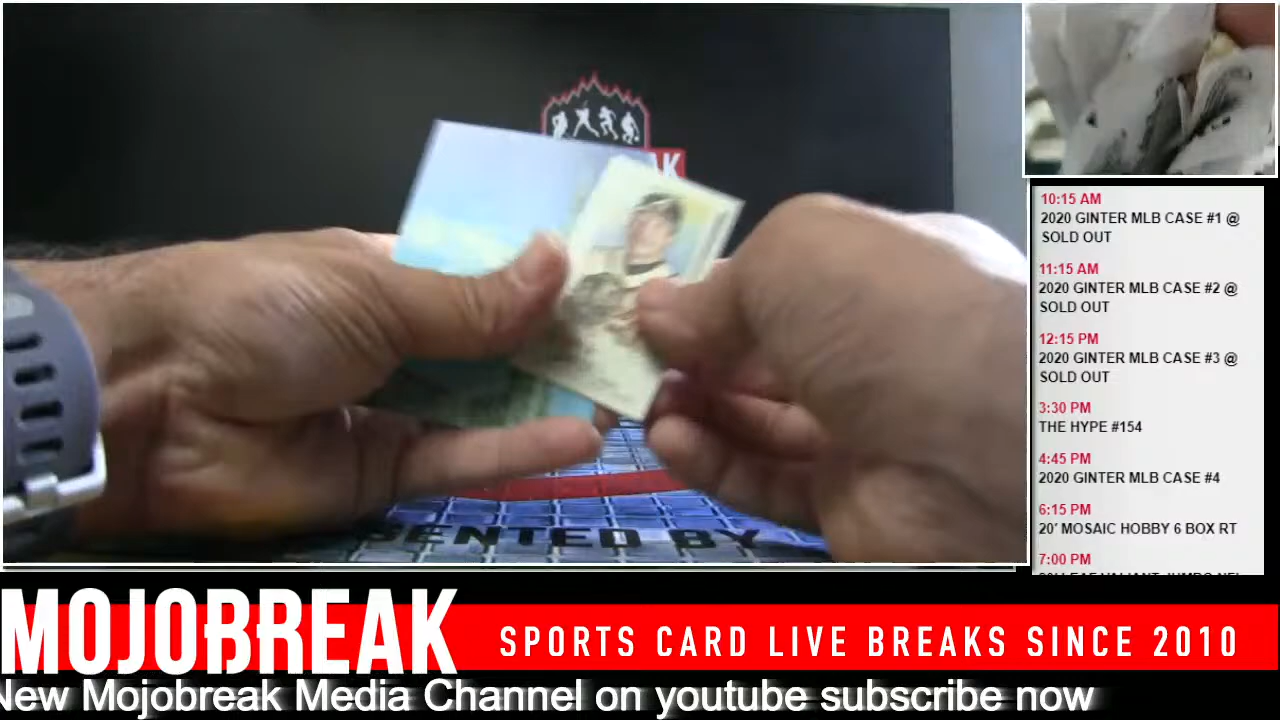 AK
ENTED BY
10:15 AM
2020 GINTER MLB CASE #1 @
SOLD OUT
11:15 AM
2020 GINTER MLB CASE #2 @
SOLD OUT
12:15 PM
2020 GINTER MLB CASE #3 @
SOLD OUT
3:30 PM
THE HYPE #154
4:45 PM
2020 GINTER MLB CASE #4
6:15 PM
20' MOSAIC HOBBY 6 BOX RT
7:00 PM
MOJOBREAK
SPORTS CARD LIVE BREAKS SINCE 2010
New Mojobreak Media Channel on youtube subscribe now